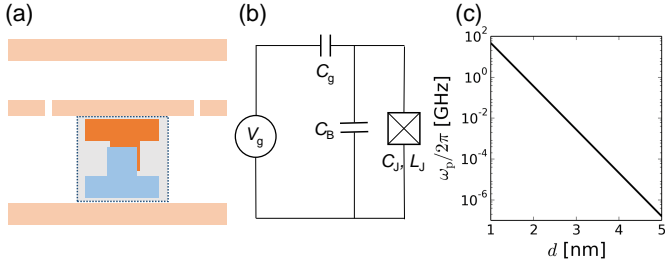 (a)
(b)
(c)
C_g
V_g
C_B
C_J, L_J
ω_p/2π [GHz]
10^2
10^0
10^-2
10^-4
10^-6
1 2 3 4 5
d [nm]